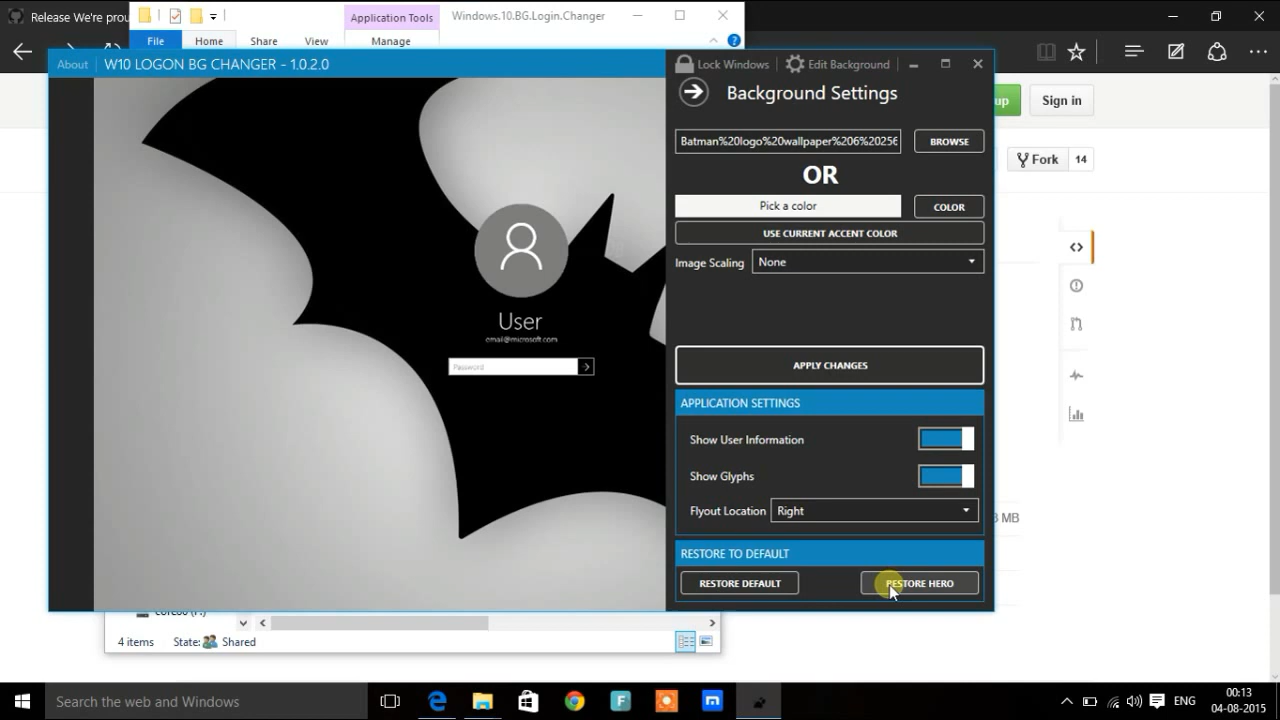 Release We're prou
Application Tools
Windows.10.BG.Login.Changer
File
Home
Share
View
Manage
About
W10 LOGON BG CHANGER - 1.0.2.0
Lock Windows
Edit Background
Background Settings
up
Sign in
Batman%20logo%20wallpaper%206%20256
BROWSE
Fork
14
OR
Pick a color
COLOR
USE CURRENT ACCENT COLOR
Image Scaling
None
User
email@microsoft.com
Password
APPLY CHANGES
APPLICATION SETTINGS
Show User Information
Show Glyphs
Flyout Location
Right
MB
RESTORE TO DEFAULT
RESTORE DEFAULT
RESTORE HERO
4 items
State:
Shared
Search the web and Windows
ENG
00:13
04-08-2015